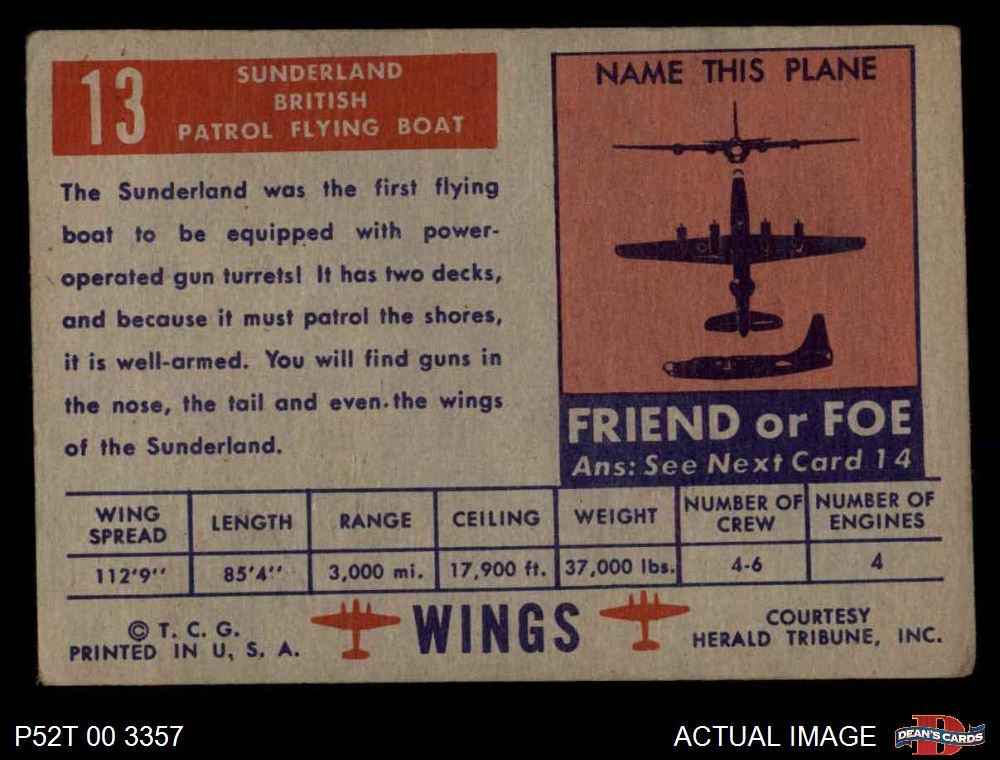 13
SUNDERLAND
BRITISH
PATROL FLYING BOAT
The Sunderland was the first flying
boat to be equipped with power-
operated gun turrets! It has two decks,
and because it must patrol the shores,
it is well-armed. You will find guns in
the nose, the tail and even the wings
of the Sunderland.
NAME THIS PLANE
FRIEND or FOE
Ans: See Next Card 14
WING SPREAD LENGTH RANGE CEILING WEIGHT NUMBER OF CREW NUMBER OF ENGINES
112'9'' 85'4'' 3,000 mi. 17,900 ft. 37,000 lbs. 4-6 4
© T. C. G.
PRINTED IN U, S. A.
WINGS
COURTESY
HERALD TRIBUNE, INC.
P52T 00 3357
ACTUAL IMAGE
D
DEAN'S CARDS